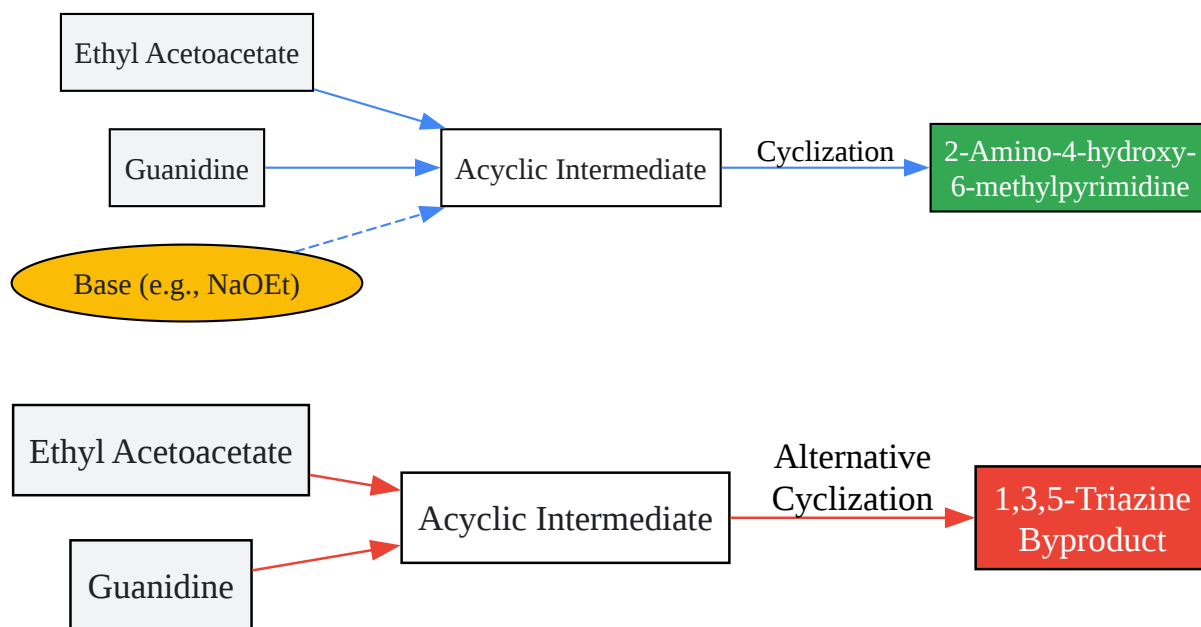 Ethyl Acetoacetate
Guanidine
Base (e.g., NaOEt)
Acyclic Intermediate
Cyclization
2-Amino-4-hydroxy-
6-methylpyrimidine
Ethyl Acetoacetate
Guanidine
Acyclic Intermediate
Alternative
Cyclization
1,3,5-Triazine
Byproduct